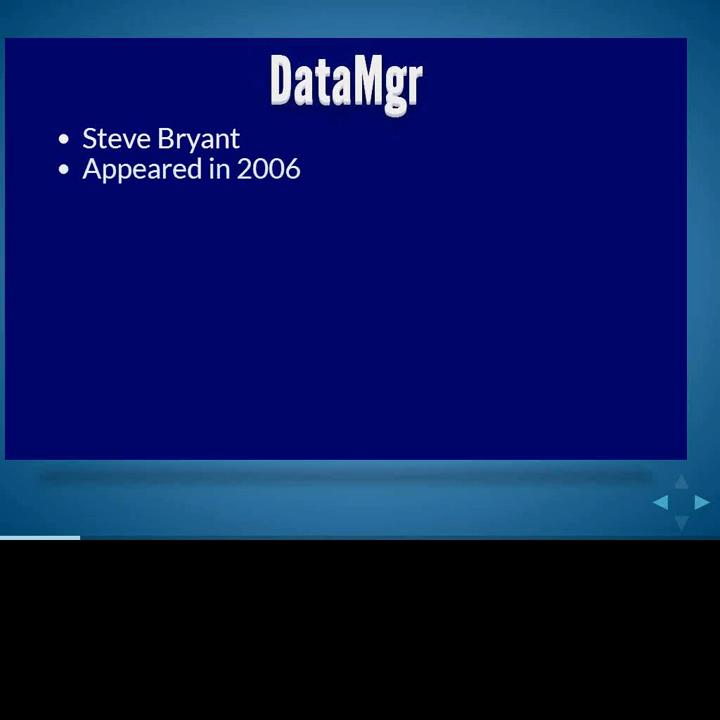 DataMgr
• Steve Bryant
• Appeared in 2006